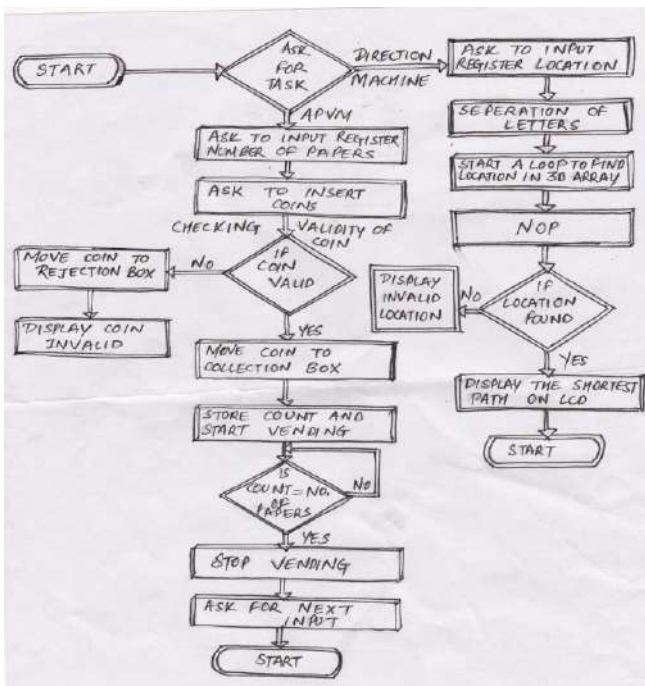 START
ASK
FOR
TASK
DIRECTION
MACHINE
APVM
ASK TO INPUT REGISTER
NUMBER OF PAPERS
ASK TO INSERT
COINS
CHECKING VALIDITY OF
COIN
IF
COIN
VALID
NO
MOVE COIN TO
REJECTION BOX
DISPLAY COIN
INVALID
YES
MOVE COIN TO
COLLECTION BOX
STORE COUNT AND
START VENDING
IS
COUNT=NO.
OF
PAPERS
NO
YES
STOP VENDING
ASK FOR NEXT
INPUT
START
ASK TO INPUT
REGISTER LOCATION
SEPERATION OF
LETTERS
START A LOOP TO FIND
LOCATION IN 3D ARRAY
NOP
IF
LOCATION
FOUND
NO
DISPLAY
INVALID
LOCATION
YES
DISPLAY THE SHORTEST
PATH ON LCD
START